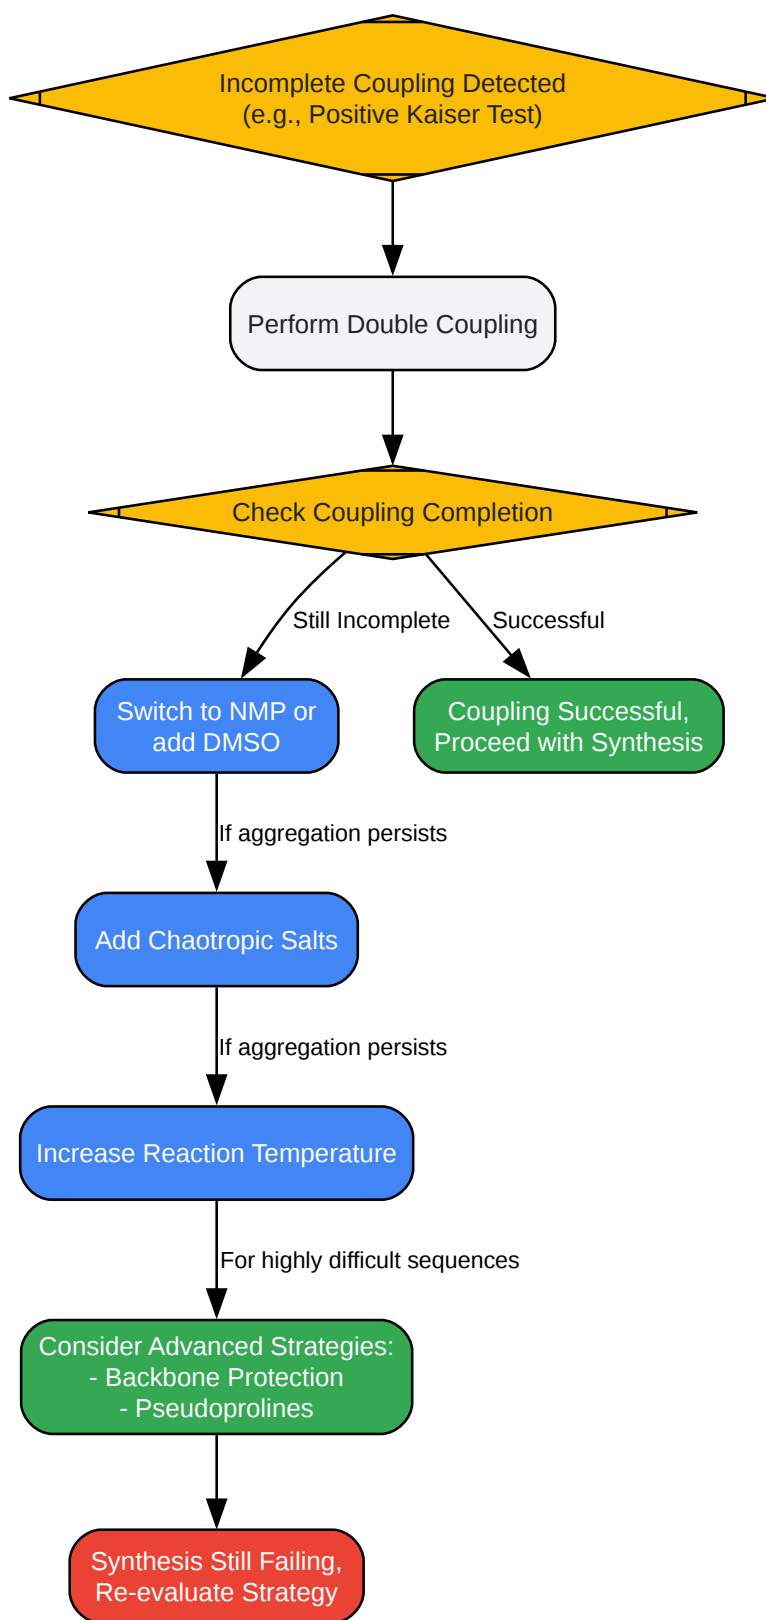 Incomplete Coupling Detected
(e.g., Positive Kaiser Test)
Perform Double Coupling
Check Coupling Completion
Still Incomplete
Successful
Switch to NMP or
add DMSO
Coupling Successful,
Proceed with Synthesis
If aggregation persists
Add Chaotropic Salts
If aggregation persists
Increase Reaction Temperature
For highly difficult sequences
Consider Advanced Strategies:
- Backbone Protection
- Pseudoprolines
Synthesis Still Failing,
Re-evaluate Strategy